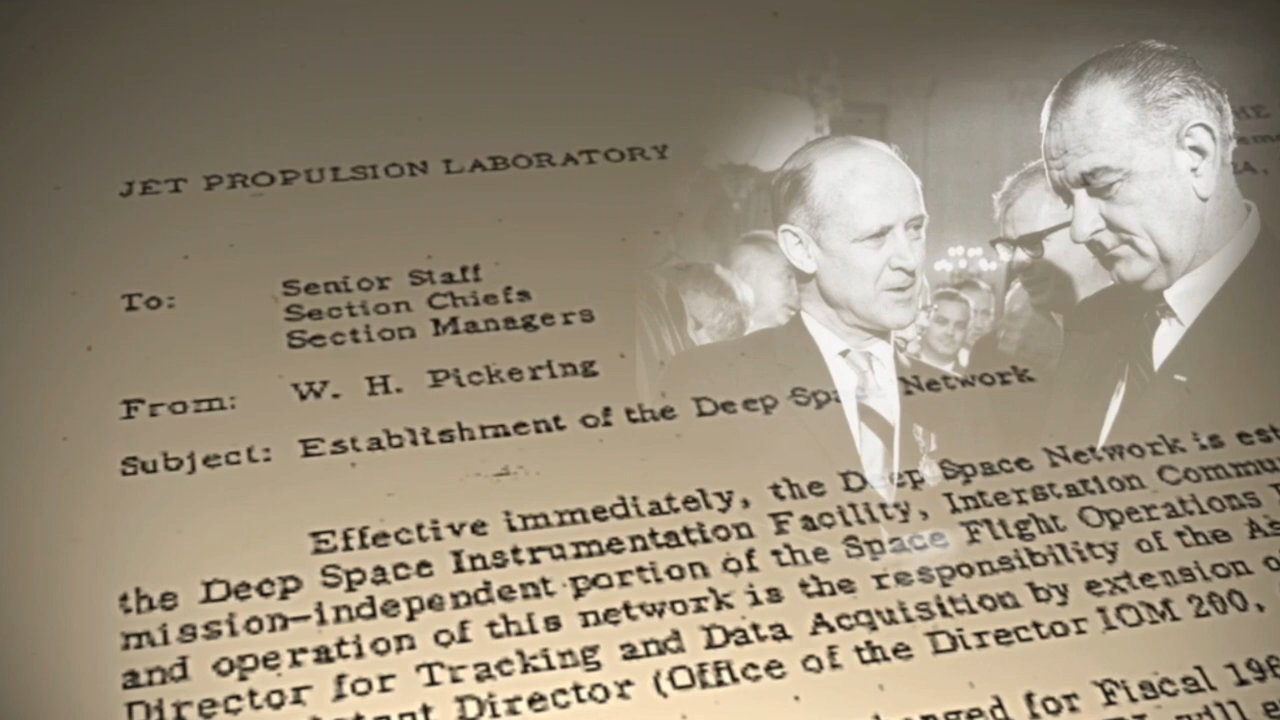 JET PROPULSION LABORATORY
To: Senior Staff
Section Chiefs
Section Managers
From: W. H. Pickering
Subject: Establishment of the Deep Space Network
Effective immediately, the Deep Space Network is
the Deep Space Instrumentation Facility, Interstation
mission-independent portion of the Space Flight Operations
and operation of this network is the responsibility of the
Director for Tracking and Data Acquisition by extension
Director (Office of the Director IOM 200,
for Fiscal